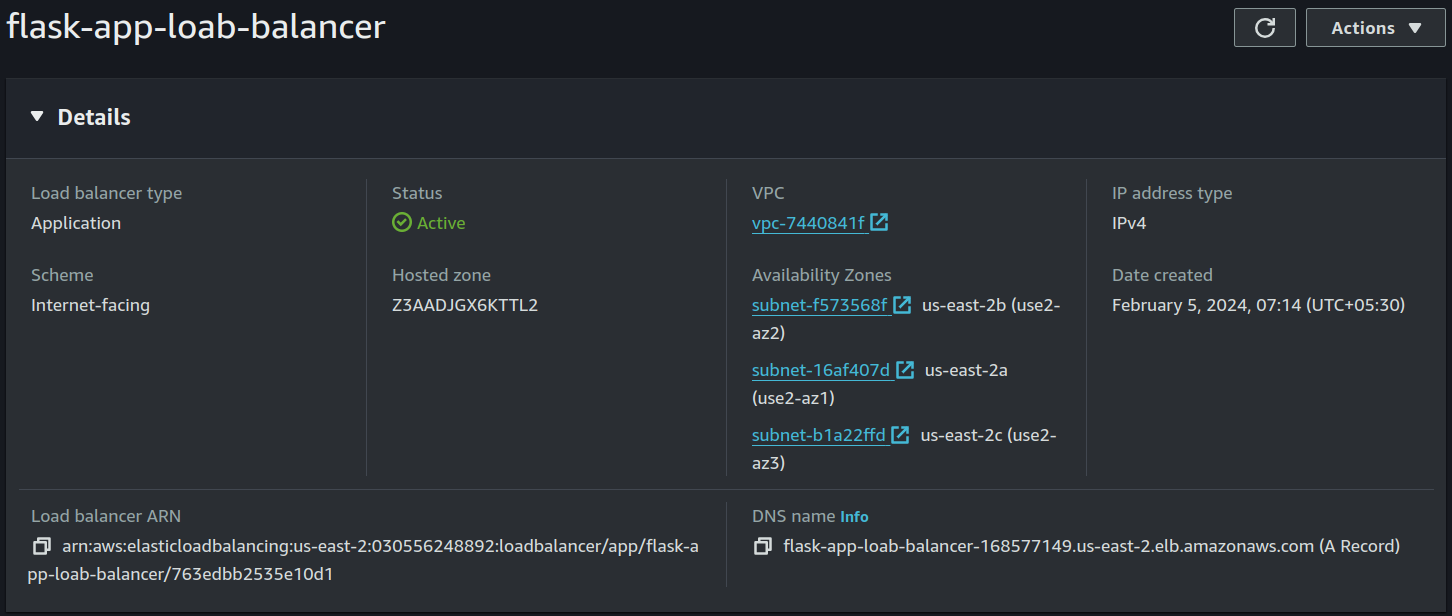 flask-app-loab-balancer
Actions
Details
Load balancer type
Application
Status
Active
VPC
vpc-7440841f
IP address type
IPv4
Scheme
Internet-facing
Hosted zone
Z3AADJGX6KTTL2
Availability Zones
subnet-f573568f us-east-2b (use2-
az2)
subnet-16af407d us-east-2a
(use2-az1)
subnet-b1a22ffd us-east-2c (use2-
az3)
Date created
February 5, 2024, 07:14 (UTC+05:30)
Load balancer ARN
arn:aws:elasticloadbalancing:us-east-2:030556248892:loadbalancer/app/flask-a
pp-loab-balancer/763edbb2535e10d1
DNS name Info
flask-app-loab-balancer-168577149.us-east-2.elb.amazonaws.com (A Record)